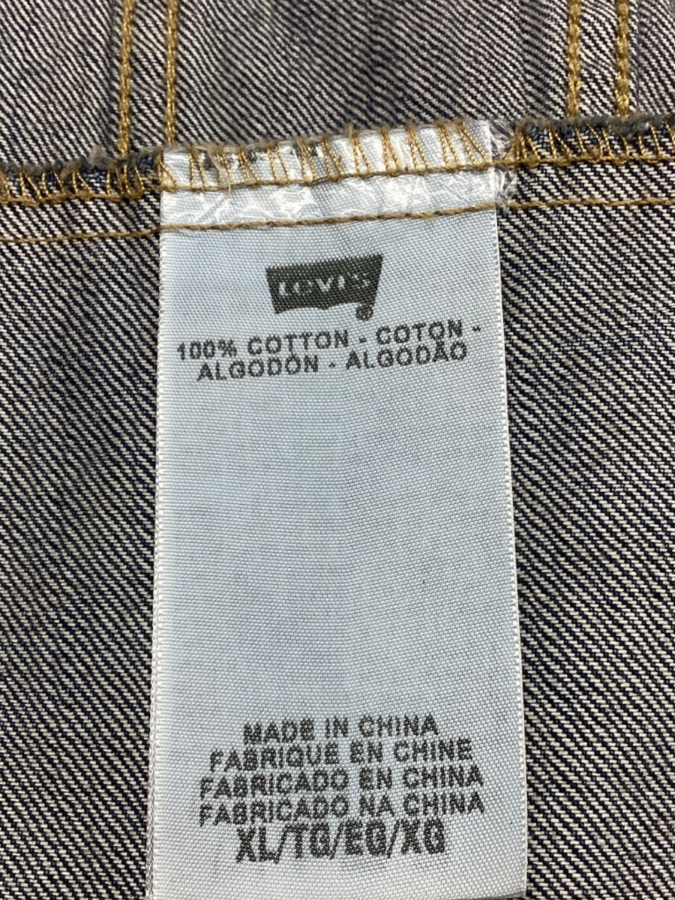 Levi's
®
100% COTTON - COTON -
ALGODÓN - ALGODÃO
MADE IN CHINA
FABRIQUE EN CHINE
FABRICADO EN CHINA
FABRICADO NA CHINA
XL/TG/EG/XG